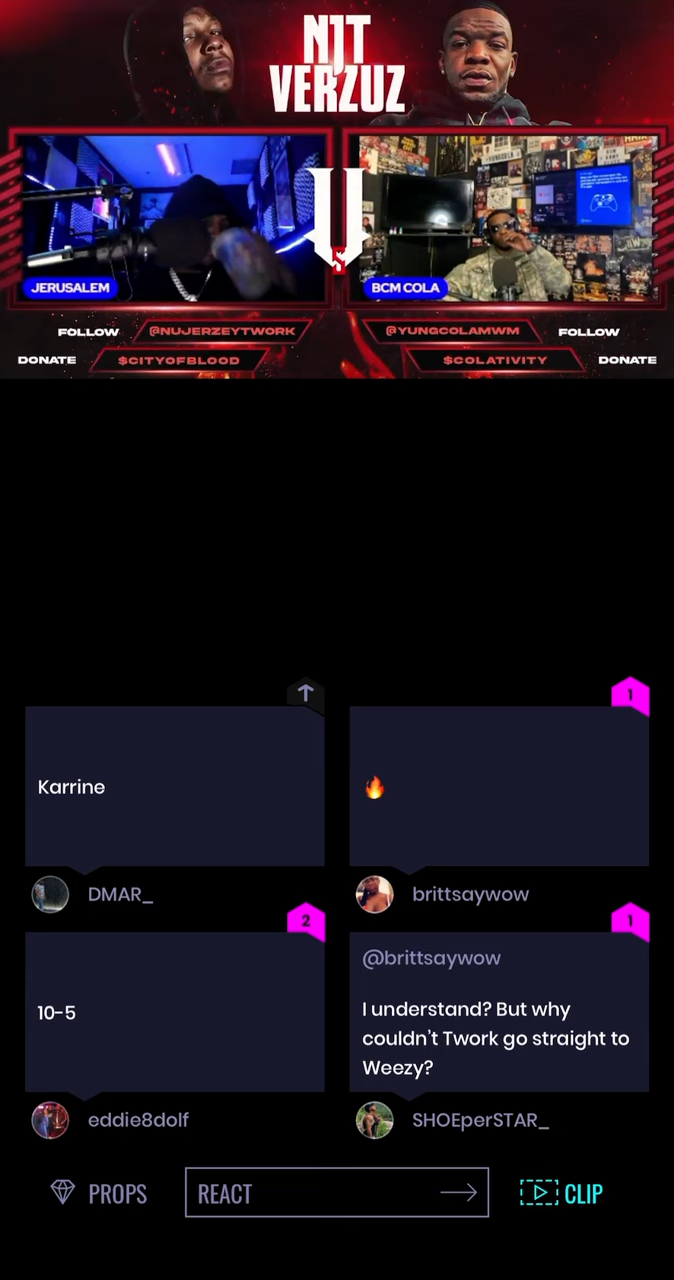 NJT
VERZUZ
JERUSALEM
BCM COLA
FOLLOW
@NUJERZEYTWORK
@YUNGCOLAMWM
FOLLOW
DONATE
$CITYOFBLOOD
$COLATIVITY
DONATE
1
Karrine
🔥
DMAR_
brittsaywow
2
1
10-5
@brittsaywow
I understand? But why
couldn't Twork go straight to
Weezy?
eddie8dolf
SHOEperSTAR_
PROPS
REACT
CLIP